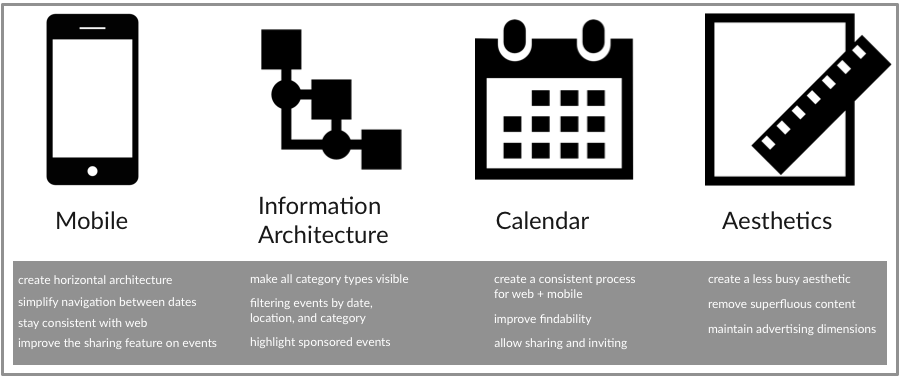 Mobile
Information
Architecture
Calendar
Aesthetics
create horizontal architecture
simplify navigation between dates
stay consistent with web
improve the sharing feature on events
make all category types visible
filtering events by date,
location, and category
highlight sponsored events
create a consistent process
for web + mobile
improve findability
allow sharing and inviting
create a less busy aesthetic
remove superfluous content
maintain advertising dimensions